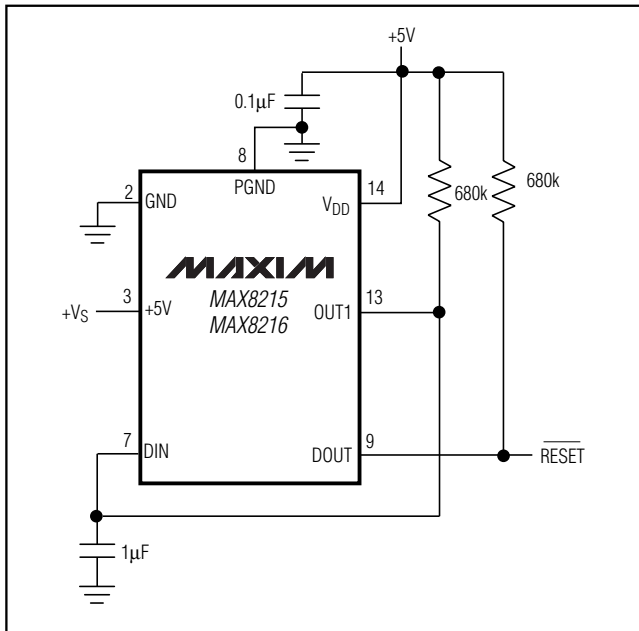 +5V
0.1µF
8
PGND
2
GND
14
VDD
680k
680k
MAXIM
MAX8215
MAX8216
3
+VS
+5V
13
OUT1
7
DIN
9
DOUT
RESET
1µF